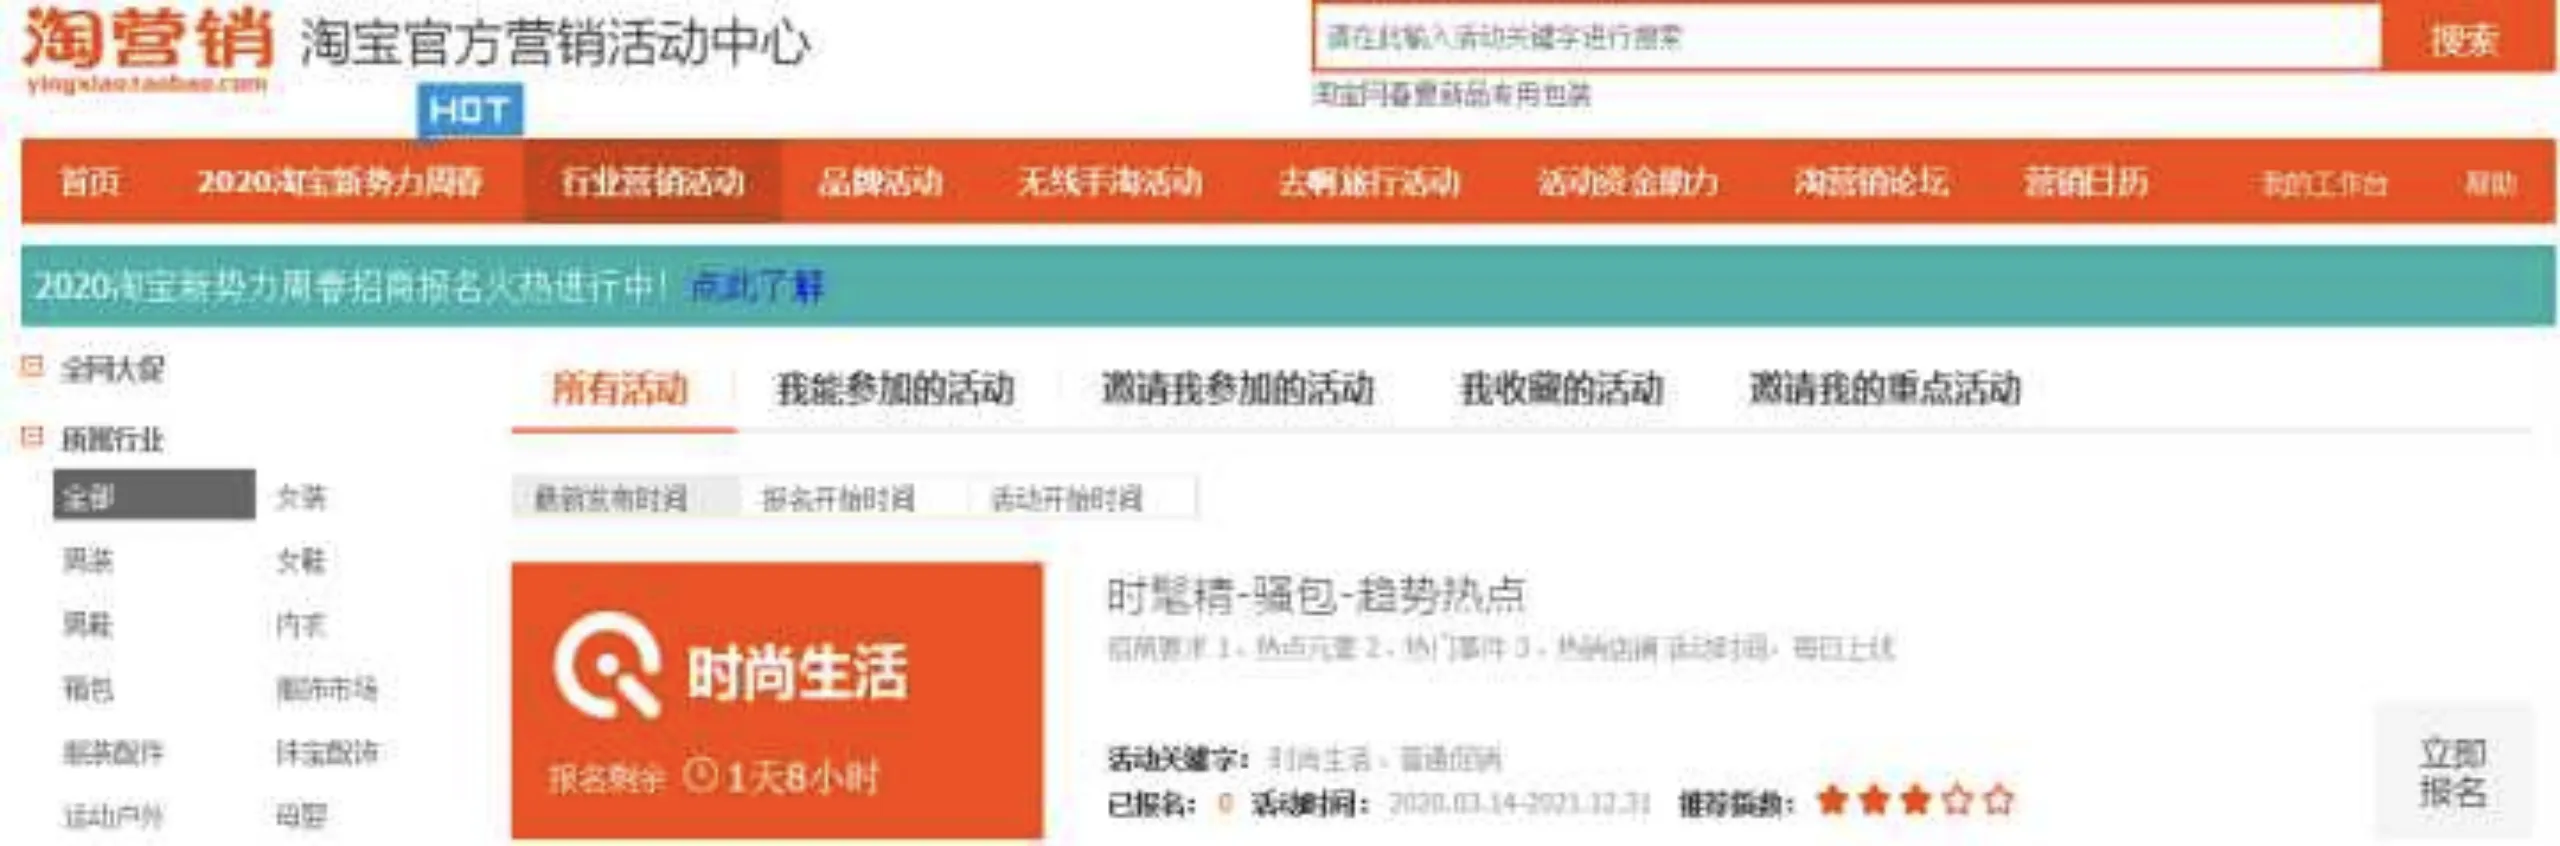 淘营销 淘宝官方营销活动中心
yingxiao.taobao.com
请在此输入活动关键字进行搜索 搜索
HOT
淘宝网春夏新品专用包装
首页 2020淘宝新势力周春 行业营销活动 品牌活动 无线手淘活动 去啊旅行活动 活动资金助力 淘营销论坛 营销日历 我的工作台 帮助
2020淘宝新势力周春招商报名火热进行中! 点此了解
全网大促
所有活动 我能参加的活动 邀请我参加的活动 我收藏的活动 邀请我的重点活动
所属行业
全部 女装
最新发布时间 报名开始时间 活动开始时间
男装 女鞋
男鞋 内衣
箱包 服饰市场
服装配件 珠宝配饰
运动户外 母婴
时尚生活
报名剩余 1天8小时
时髦精-骚包-趋势热点
招商要求 1、热点元素 2、热门事件 3、热销店铺 活动时间:每日上线
活动关键字: 时尚生活、普通促销
已报名: 0 活动时间: 2020.03.14-2021.12.31 推荐指数:
立即
报名